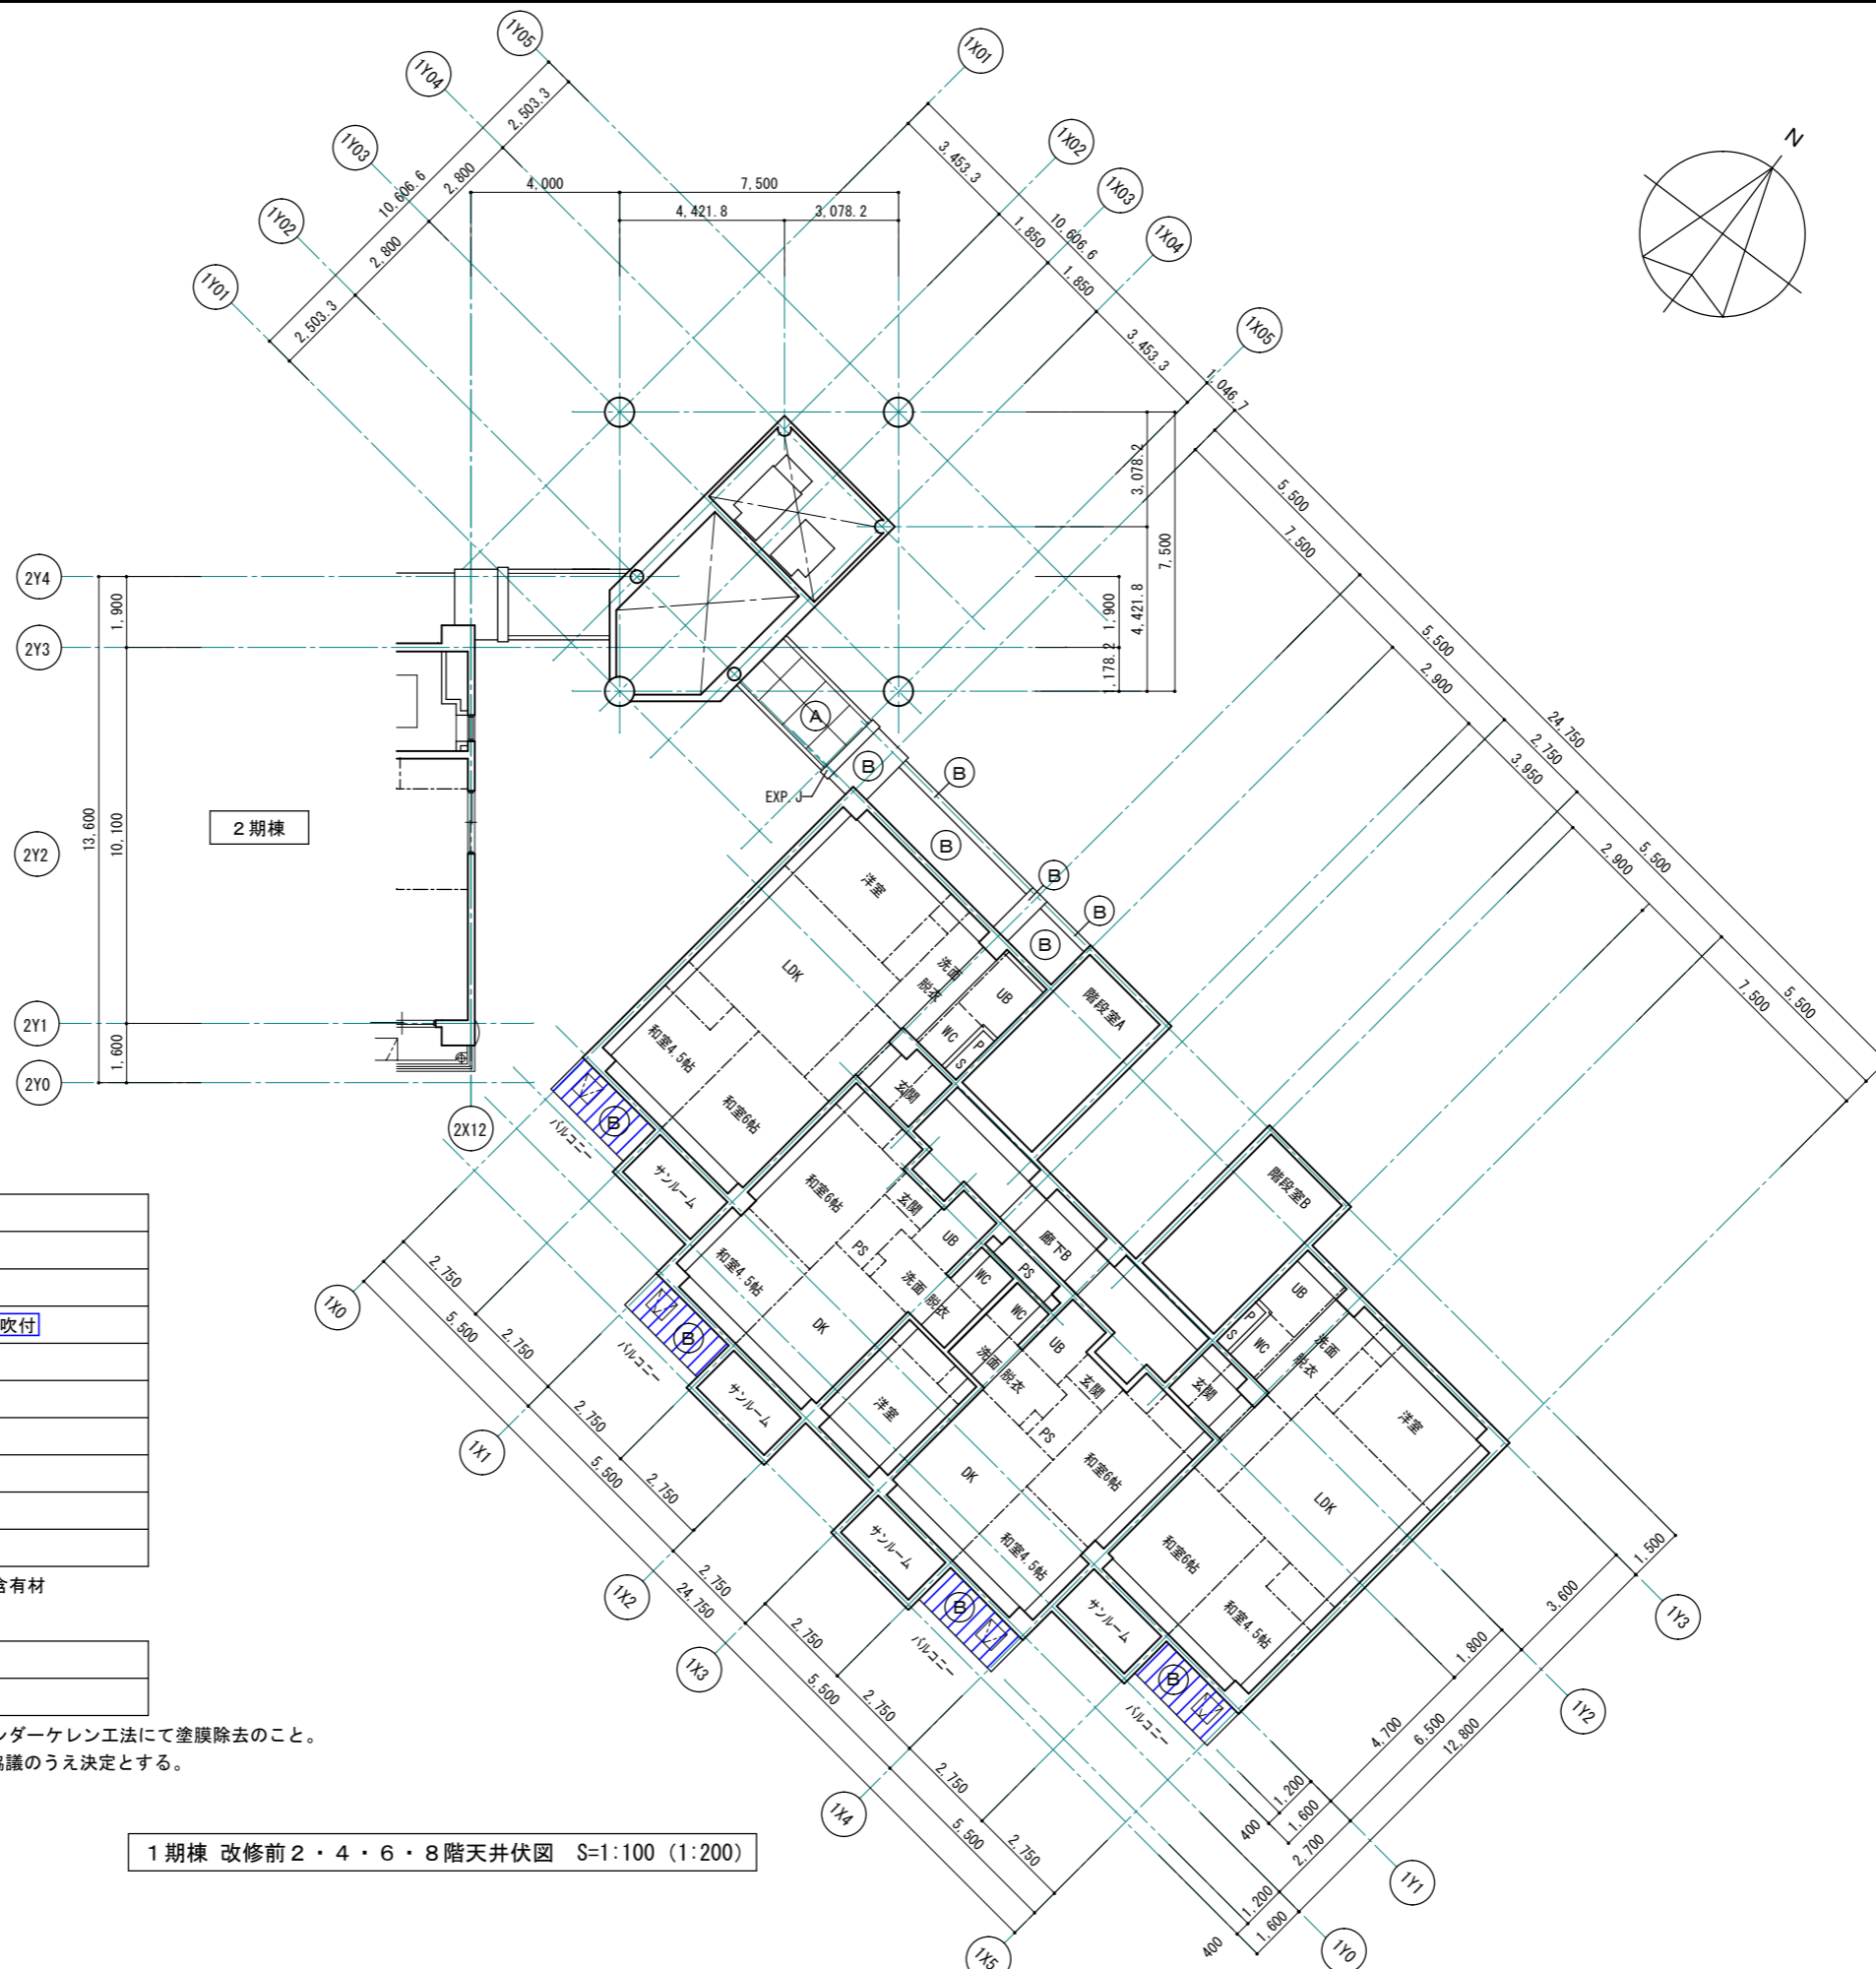 1Y05
1Y04
1Y03
1Y02
1Y01
1X01
1X02
1X03
1X04
1X05
N
2,503.3
2,800
10,606.6
2,800
2,503.3
4,000
7,500
4,421.8
3,078.2
3,453.3
1,850
10,606.6
1,850
3,453.3
1,046.7
3,078.2
7,500
1,900
4,421.8
1,178.2
5,500
7,500
5,500
2,900
24,750
2,750
3,950
5,500
2,900
5,500
7,500
2Y4
2Y3
2Y2
2Y1
2Y0
1,900
13,600
10,100
1,600
2期棟
2X12
A
B
B
EXP.J
B
B
B
B
洋室
LDK
洗面
脱衣
UB
WC
P
S
階段室A
和室4.5帖
和室6帖
玄関
B
バルコニー
サンルーム
和室6帖
玄関
UB
PS
洗面
脱衣
WC
PS
廊下B
階段室B
和室4.5帖
DK
B
バルコニー
サンルーム
洋室
WC
洗面
脱衣
UB
玄関
PS
DK
和室6帖
和室4.5帖
サンルーム
B
バルコニー
UB
P
S
WC
洗面
脱衣
玄関
洋室
LDK
和室6帖
和室4.5帖
サンルーム
B
バルコニー
1X0
1X1
1X2
1X3
1X4
1X5
2,750
5,500
2,750
2,750
5,500
2,750
2,750
24,750
2,750
5,500
2,750
2,750
5,500
2,750
1,500
3,600
1,800
4,700
6,500
12,800
1,200
400
1,600
2,700
1,200
400
1,600
1Y3
1Y2
1Y1
1Y0
吹付
含有材
ンダーケレン工法にて塗膜除去のこと。
協議のうえ決定とする。
1期棟 改修前2・4・6・8階天井伏図 S=1:100 (1:200)